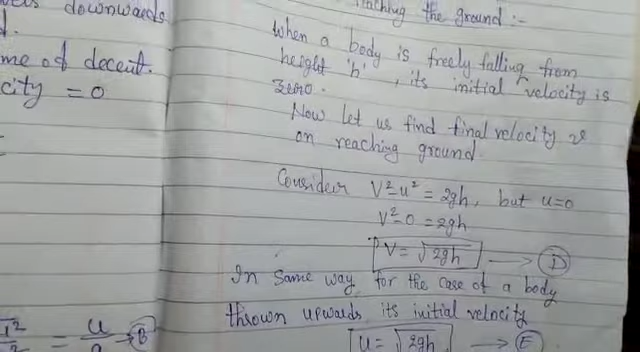 downwards
me of decent.
city = 0
the ground :-
when a body is freely falling from
height 'h', its initial velocity is
zero.
Now let us find final velocity v
on reaching ground.
Consider V²-u² = 2gh, but u=0
V²-0 = 2gh
V = √2gh → D
In same way for the case of a body
thrown upwards its initial velocity
u = √2gh → E
= u → B